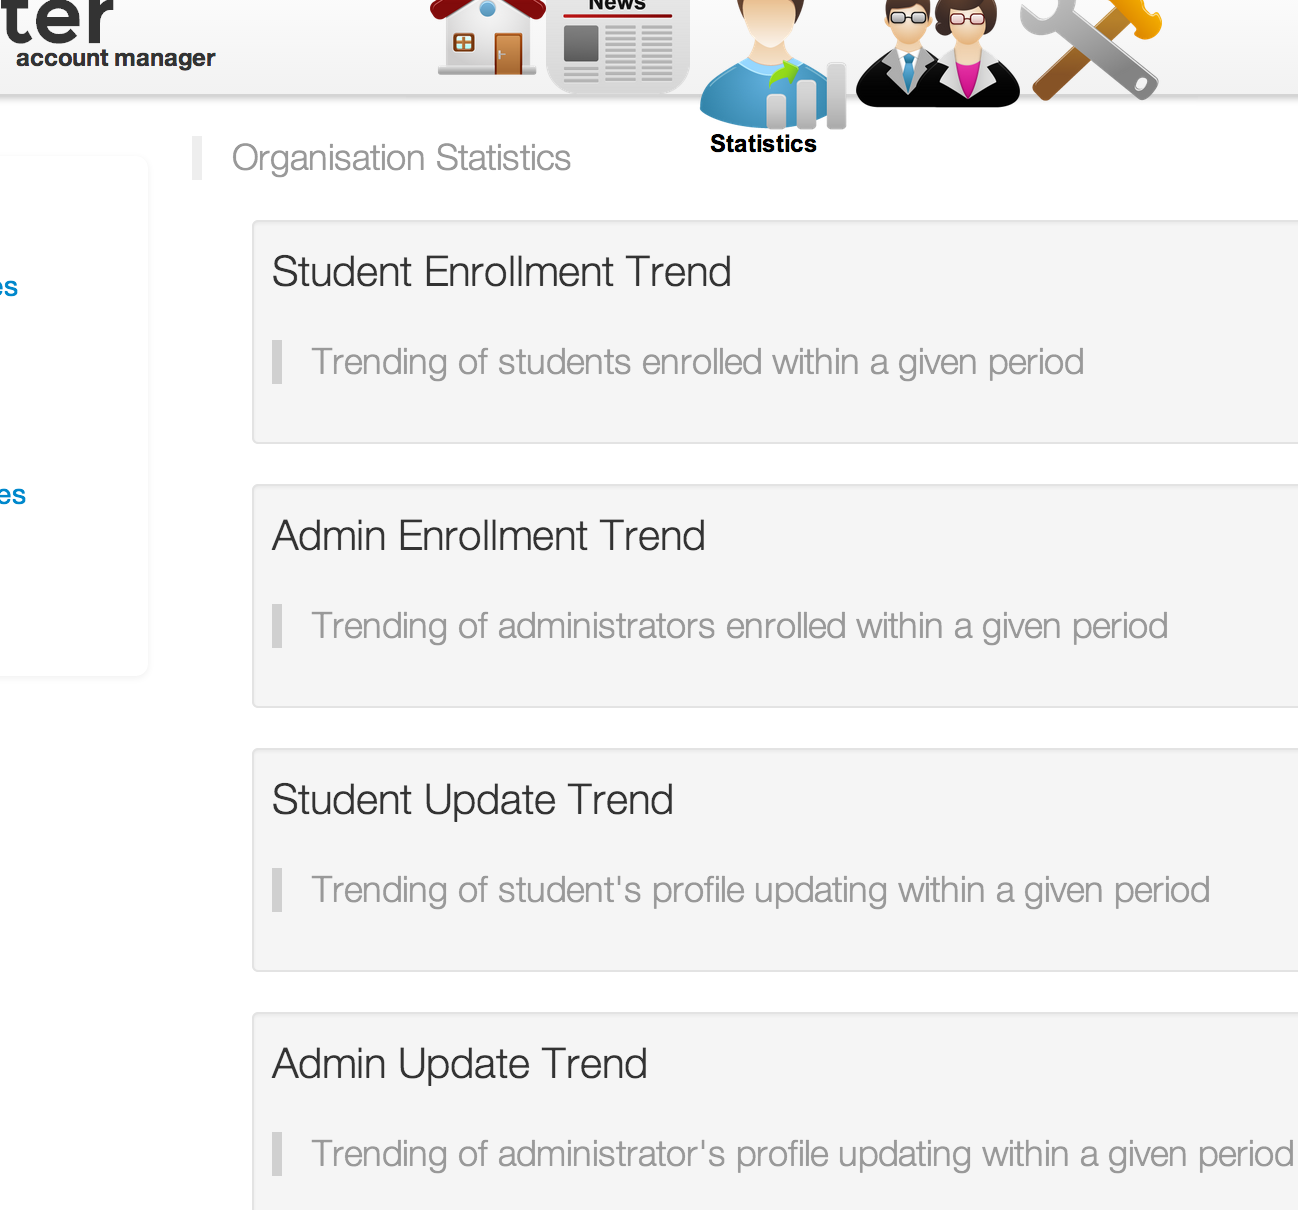 ter
account manager
News
Statistics
Organisation Statistics
es
es
Student Enrollment Trend
Trending of students enrolled within a given period
Admin Enrollment Trend
Trending of administrators enrolled within a given period
Student Update Trend
Trending of student's profile updating within a given period
Admin Update Trend
Trending of administrator's profile updating within a given period